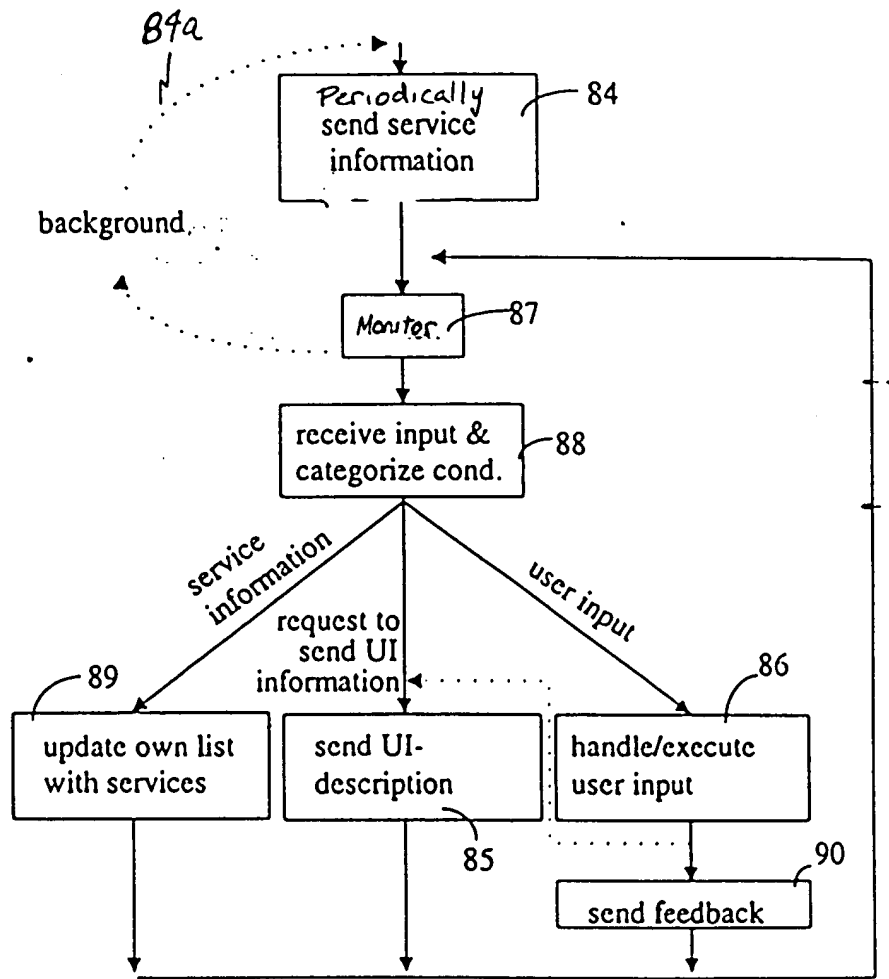 84a
Periodically
send service
information
84
background
Monitor
87
receive input &
categorize cond.
88
service
information
request to
send UI
information
user input
89
update own list
with services
send UI-
description
85
86
handle/execute
user input
90
send feedback